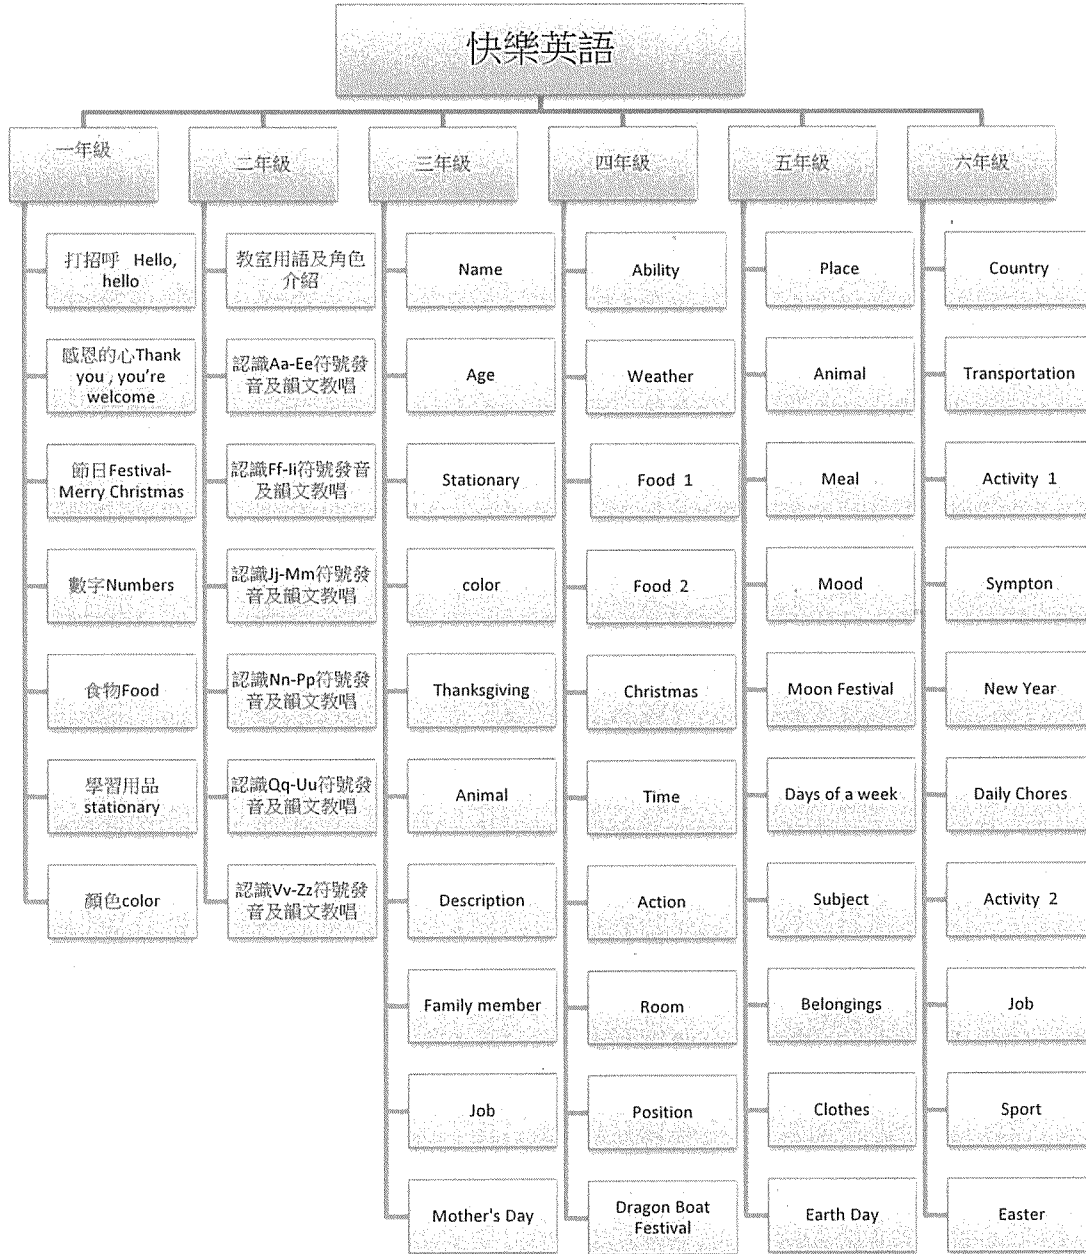 快樂英語
一年級
打招呼 Hello,
hello
感恩的心Thank
you , you're
welcome
節日Festival-
Merry Christmas
數字Numbers
食物Food
學習用品
stationary
顏色color
二年級
教室用語及角色
介紹
認識Aa-Ee符號發
音及韻文教唱
認識Ff-Ii符號發音
及韻文教唱
認識Jj-Mm符號發
音及韻文教唱
認識Nn-Pp符號發
音及韻文教唱
認識Qq-Uu符號發
音及韻文教唱
認識Vv-Zz符號發
音及韻文教唱
三年級
Name
Age
Stationary
color
Thanksgiving
Animal
Description
Family member
Job
Mother's Day
四年級
Ability
Weather
Food 1
Food 2
Christmas
Time
Action
Room
Position
Dragon Boat
Festival
五年級
Place
Animal
Meal
Mood
Moon Festival
Days of a week
Subject
Belongings
Clothes
Earth Day
六年級
Country
Transportation
Activity 1
Sympton
New Year
Daily Chores
Activity 2
Job
Sport
Easter